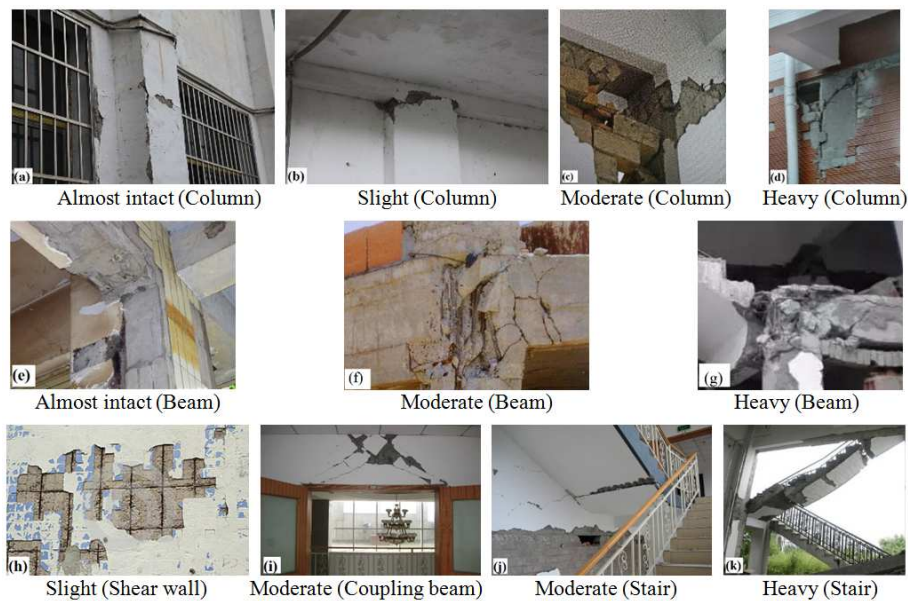 (a)
(b)
(c)
(d)
Almost intact (Column)
Slight (Column)
Moderate (Column)
Heavy (Column)
(e)
(f)
(g)
Almost intact (Beam)
Moderate (Beam)
Heavy (Beam)
(h)
(i)
(j)
(k)
Slight (Shear wall)
Moderate (Coupling beam)
Moderate (Stair)
Heavy (Stair)